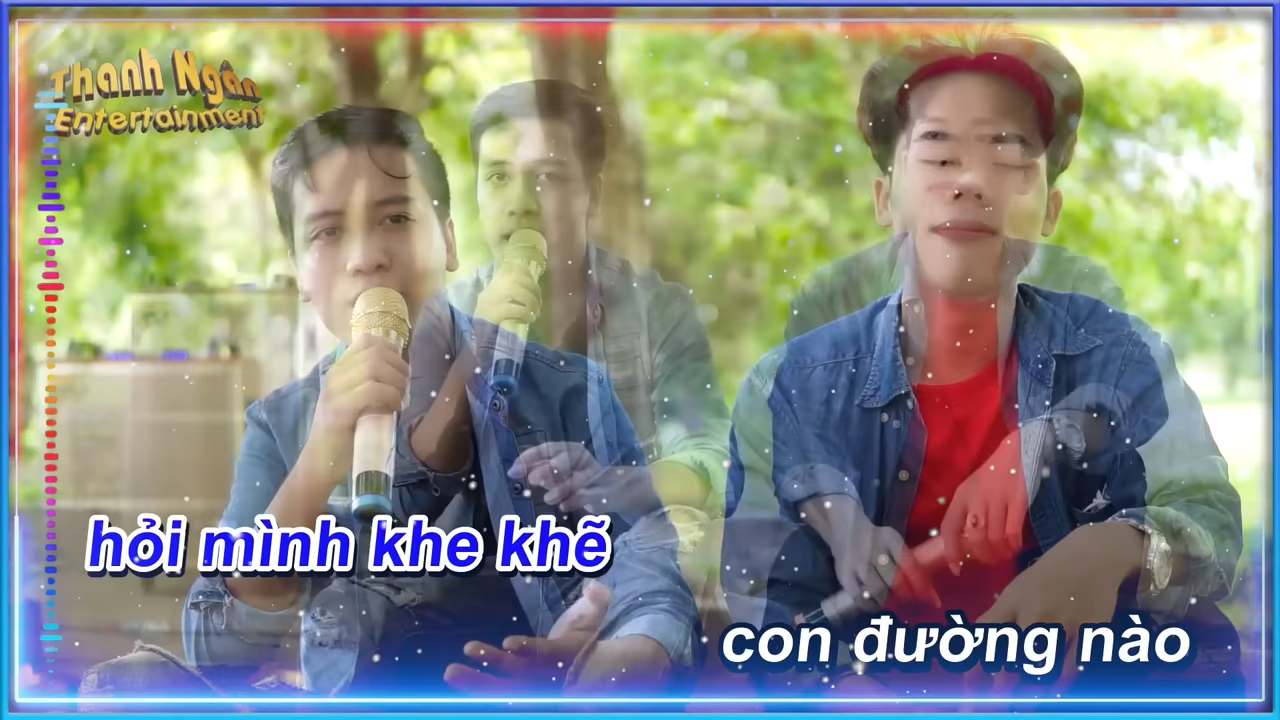 Thanh Ngân
Entertainment
hỏi mình khe khẽ
con đường nào